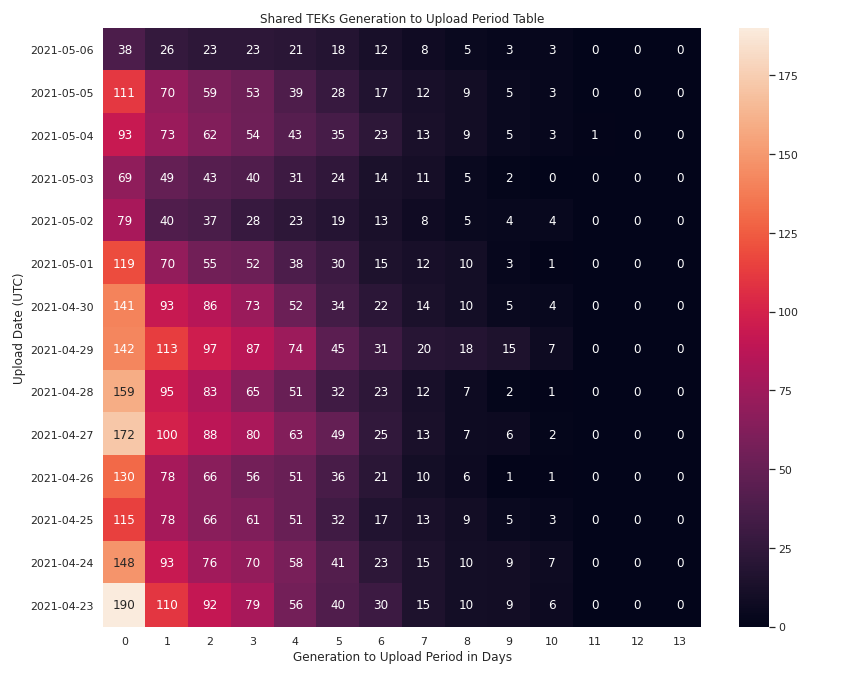 Shared TEKs Generation to Upload Period Table
2021-05-06 38 26 23 23 21 18 12 8 5 3 3 0 0 0
2021-05-05 111 70 59 53 39 28 17 12 9 5 3 0 0 0
2021-05-04 93 73 62 54 43 35 23 13 9 5 3 1 0 0
2021-05-03 69 49 43 40 31 24 14 11 5 2 0 0 0 0
2021-05-02 79 40 37 28 23 19 13 8 5 4 4 0 0 0
2021-05-01 119 70 55 52 38 30 15 12 10 3 1 0 0 0
2021-04-30 141 93 86 73 52 34 22 14 10 5 4 0 0 0
2021-04-29 142 113 97 87 74 45 31 20 18 15 7 0 0 0
2021-04-28 159 95 83 65 51 32 23 12 7 2 1 0 0 0
2021-04-27 172 100 88 80 63 49 25 13 7 6 2 0 0 0
2021-04-26 130 78 66 56 51 36 21 10 6 1 1 0 0 0
2021-04-25 115 78 66 61 51 32 17 13 9 5 3 0 0 0
2021-04-24 148 93 76 70 58 41 23 15 10 9 7 0 0 0
2021-04-23 190 110 92 79 56 40 30 15 10 9 6 0 0 0
0 1 2 3 4 5 6 7 8 9 10 11 12 13
Generation to Upload Period in Days
Upload Date (UTC)
175
150
125
100
75
50
25
0